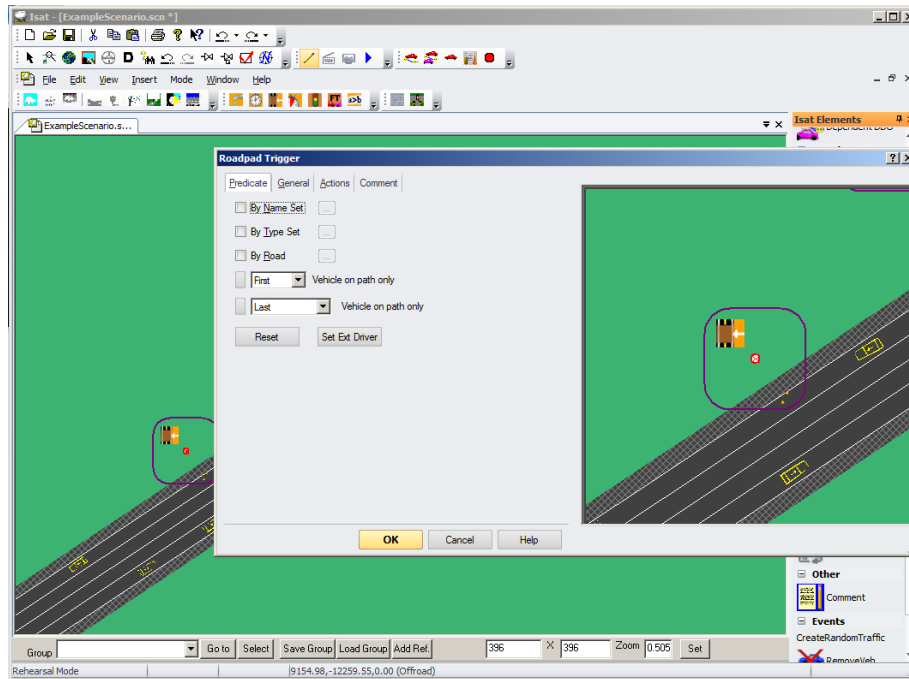 Isat - [ExampleScenario.scn *]
D
File Edit View Insert Mode Window Help
a>b
ExampleScenario.s...
Isat Elements
Dependent DDO
Roadpad Trigger
Predicate General Actions Comment
By Name Set ...
By Type Set ...
By Road ...
First Vehicle on path only
Last Vehicle on path only
Reset Set Ext Driver
OK Cancel Help
Other
Comment
Events
CreateRandomTraffic
RemoveVeh
Group Go to Select Save Group Load Group Add Ref. 396 X 396 Zoom 0.505 Set
Rehearsal Mode 9154.98,-12259.55,0.00 (Offroad)